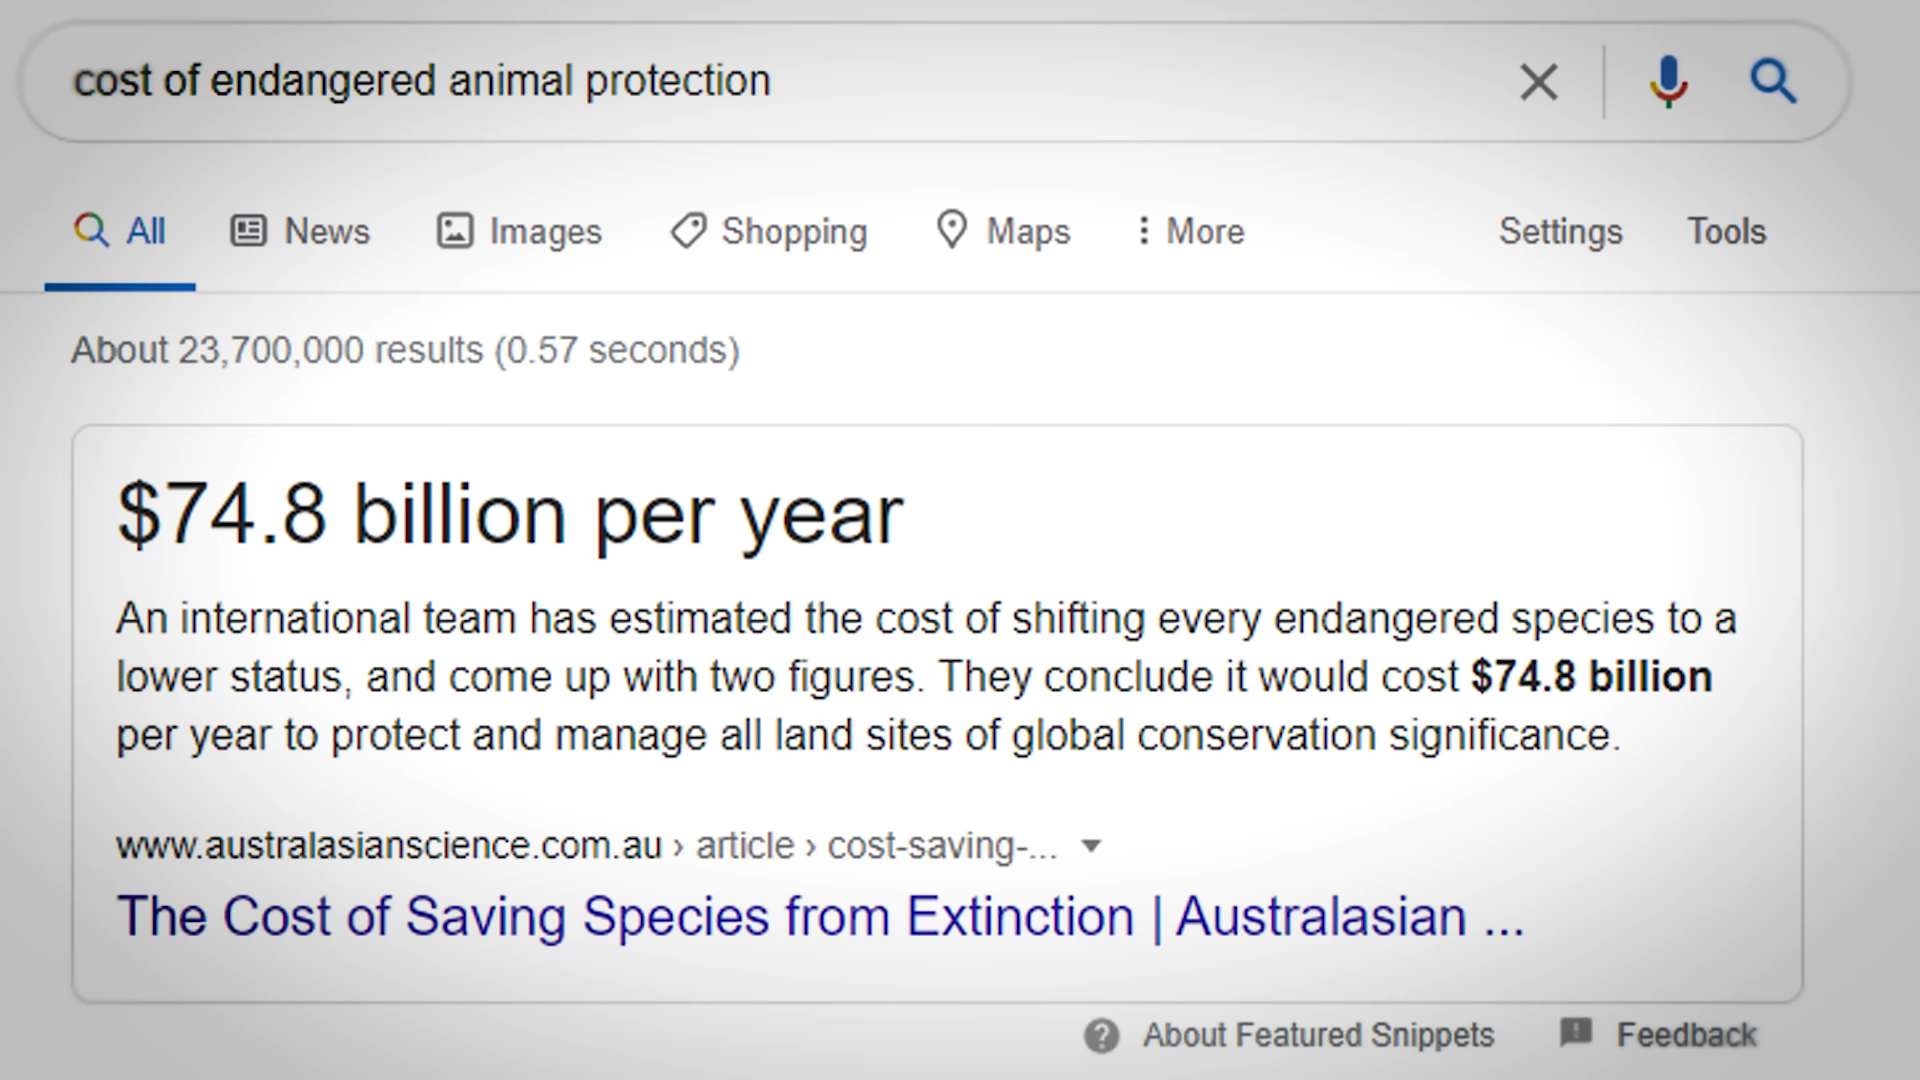 cost of endangered animal protection
All News Images Shopping Maps More Settings Tools
About 23,700,000 results (0.57 seconds)
$74.8 billion per year
An international team has estimated the cost of shifting every endangered species to a
lower status, and come up with two figures. They conclude it would cost $74.8 billion
per year to protect and manage all land sites of global conservation significance.
www.australasianscience.com.au › article › cost-saving-...
The Cost of Saving Species from Extinction | Australasian ...
About Featured Snippets Feedback